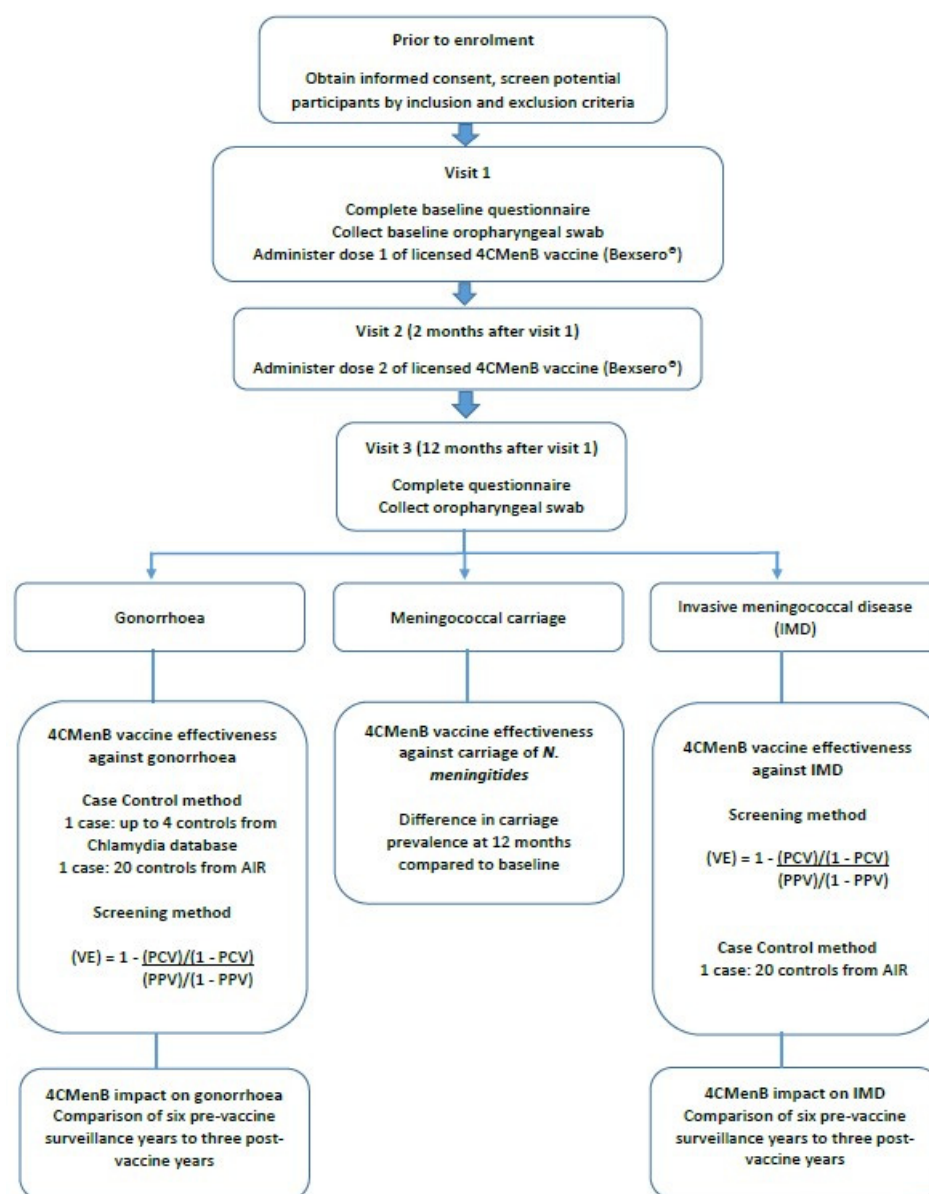 Prior to enrolment
Obtain informed consent, screen potential
participants by inclusion and exclusion criteria
Visit 1
Complete baseline questionnaire
Collect baseline oropharyngeal swab
Administer dose 1 of licensed 4CMenB vaccine (Bexsero®)
Visit 2 (2 months after visit 1)
Administer dose 2 of licensed 4CMenB vaccine (Bexsero®)
Visit 3 (12 months after visit 1)
Complete questionnaire
Collect oropharyngeal swab
Gonorrhoea
Meningococcal carriage
Invasive meningococcal disease
(IMD)
4CMenB vaccine effectiveness
against gonorrhoea
Case Control method
1 case: up to 4 controls from
Chlamydia database
1 case: 20 controls from AIR
Screening method
(VE) = 1 - (PCV)/(1 - PCV)
(PPV)/(1 - PPV)
4CMenB vaccine effectiveness
against carriage of N.
meningitides
Difference in carriage
prevalence at 12 months
compared to baseline
4CMenB vaccine effectiveness
against IMD
Screening method
(VE) = 1 - (PCV)/(1 - PCV)
(PPV)/(1 - PPV)
Case Control method
1 case: 20 controls from AIR
4CMenB impact on gonorrhoea
Comparison of six pre-vaccine
surveillance years to three post-
vaccine years
4CMenB impact on IMD
Comparison of six pre-vaccine
surveillance years to three post-
vaccine years